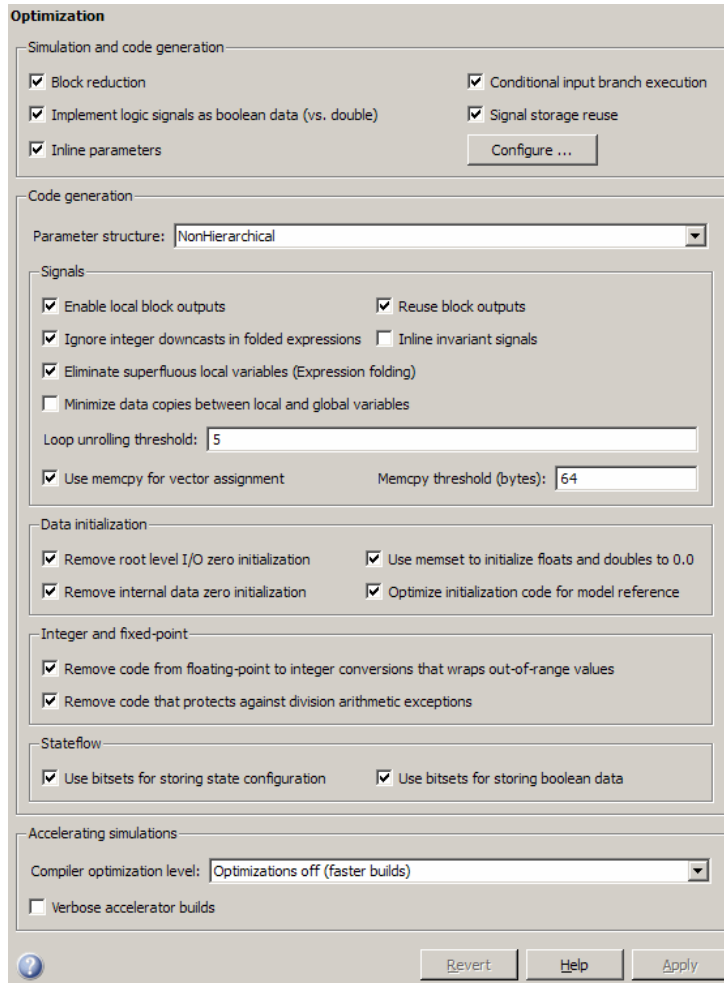 Optimization
Simulation and code generation
Block reduction
Conditional input branch execution
Implement logic signals as boolean data (vs. double)
Signal storage reuse
Inline parameters
Configure ...
Code generation
Parameter structure: NonHierarchical
Signals
Enable local block outputs
Reuse block outputs
Ignore integer downcasts in folded expressions
Inline invariant signals
Eliminate superfluous local variables (Expression folding)
Minimize data copies between local and global variables
Loop unrolling threshold: 5
Use memcpy for vector assignment
Memcpy threshold (bytes): 64
Data initialization
Remove root level I/O zero initialization
Use memset to initialize floats and doubles to 0.0
Remove internal data zero initialization
Optimize initialization code for model reference
Integer and fixed-point
Remove code from floating-point to integer conversions that wraps out-of-range values
Remove code that protects against division arithmetic exceptions
Stateflow
Use bitsets for storing state configuration
Use bitsets for storing boolean data
Accelerating simulations
Compiler optimization level: Optimizations off (faster builds)
Verbose accelerator builds
?
Revert
Help
Apply